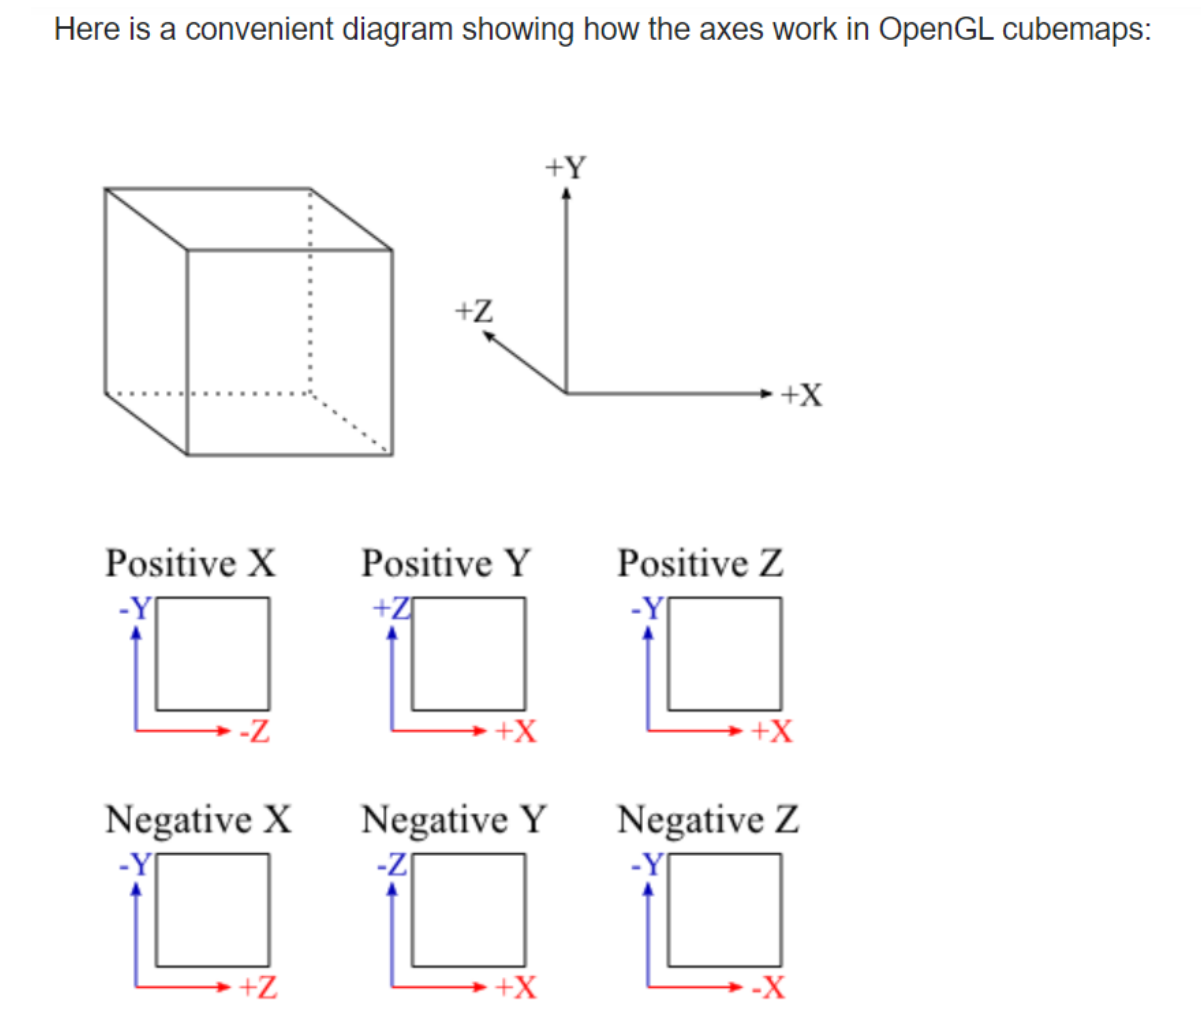 Here is a convenient diagram showing how the axes work in OpenGL cubemaps:
+Y
+Z
+X
Positive X Positive Y Positive Z
-Y +Z -Y
-Z +X +X
Negative X Negative Y Negative Z
-Y -Z -Y
+Z +X -X